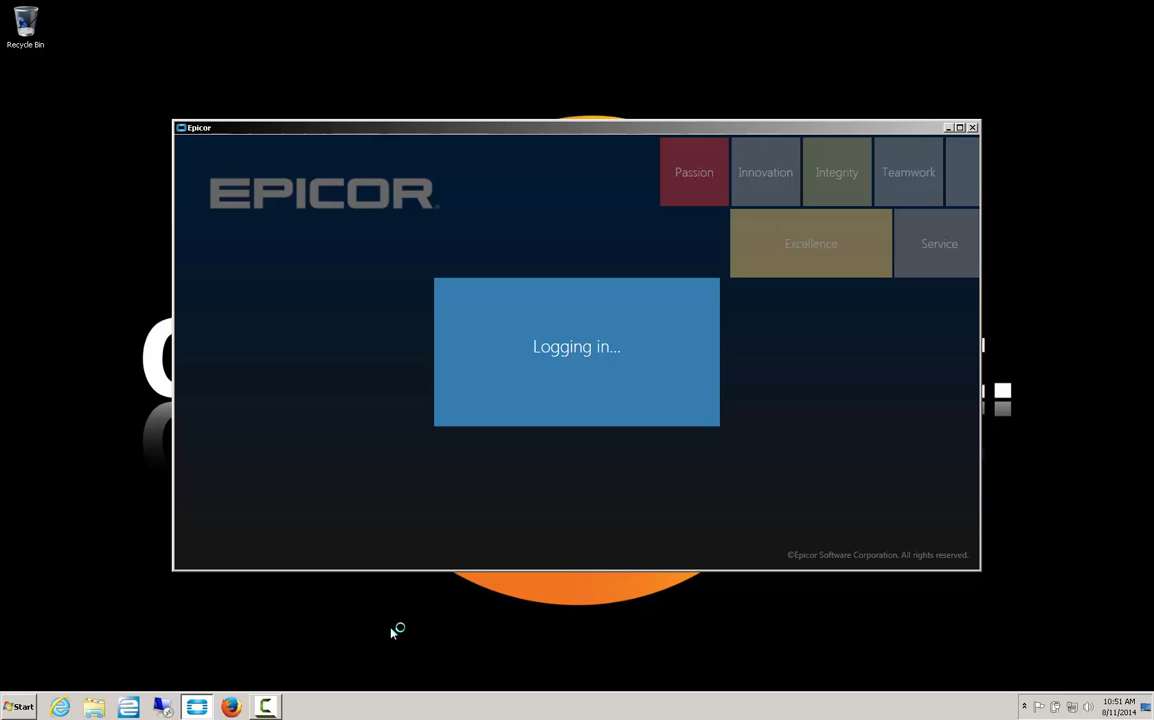 Recycle Bin
Epicor
EPICOR
Passion
Innovation
Integrity
Teamwork
Excellence
Service
Logging in...
©Epicor Software Corporation. All rights reserved.
Start
10:51 AM
8/11/2014